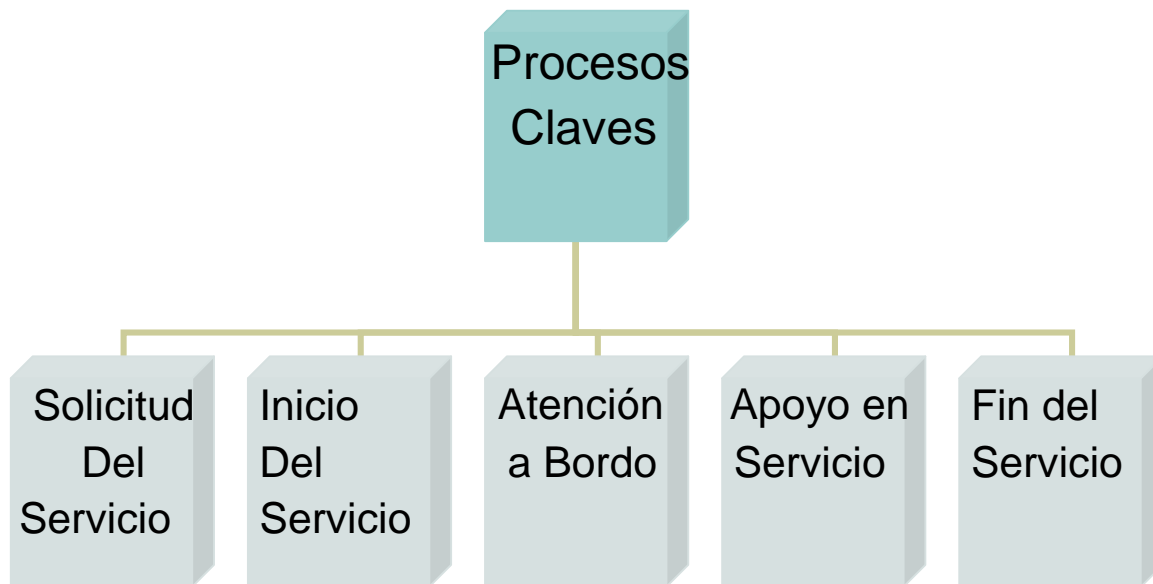 Procesos
Claves
Solicitud
Del
Servicio
Inicio
Del
Servicio
Atención
a Bordo
Apoyo en
Servicio
Fin del
Servicio